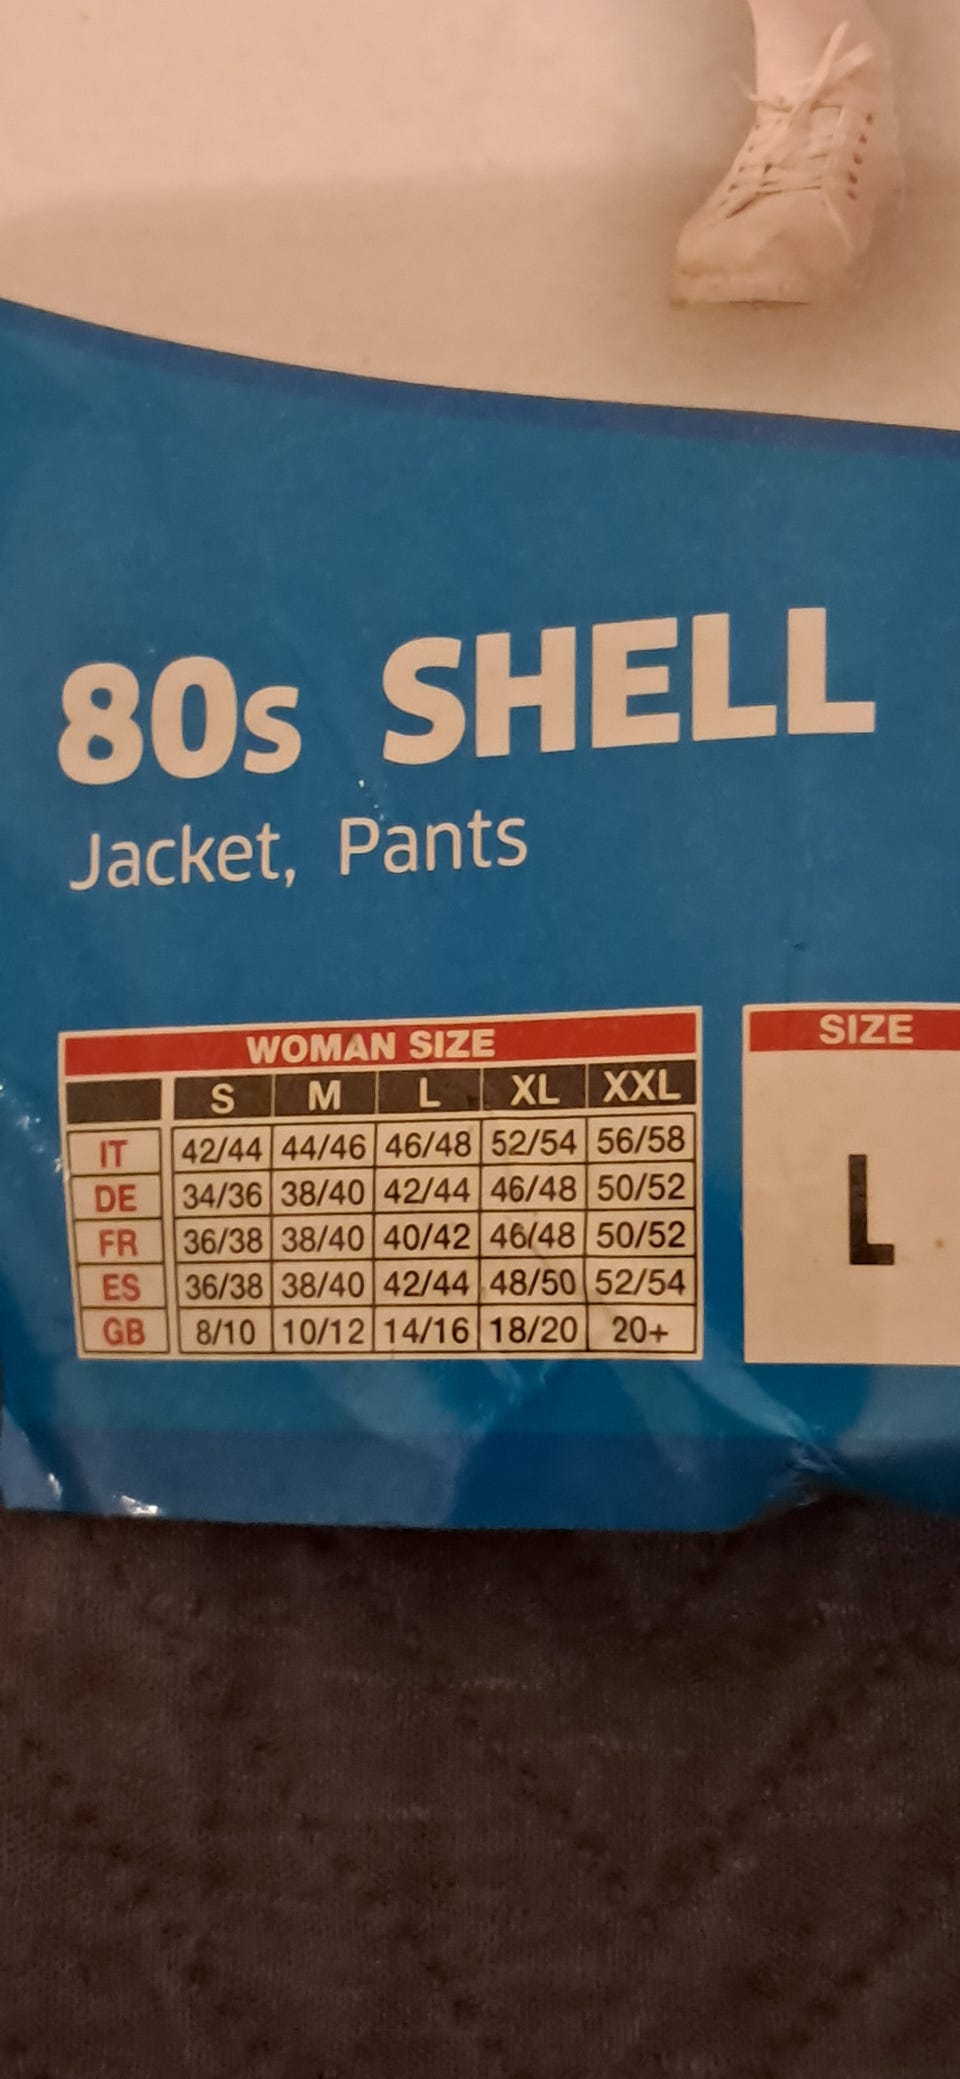 80s SHELL
Jacket, Pants
WOMAN SIZE
S M L XL XXL
IT 42/44 44/46 46/48 52/54 56/58
DE 34/36 38/40 42/44 46/48 50/52
FR 36/38 38/40 40/42 46/48 50/52
ES 36/38 38/40 42/44 48/50 52/54
GB 8/10 10/12 14/16 18/20 20+
SIZE
L